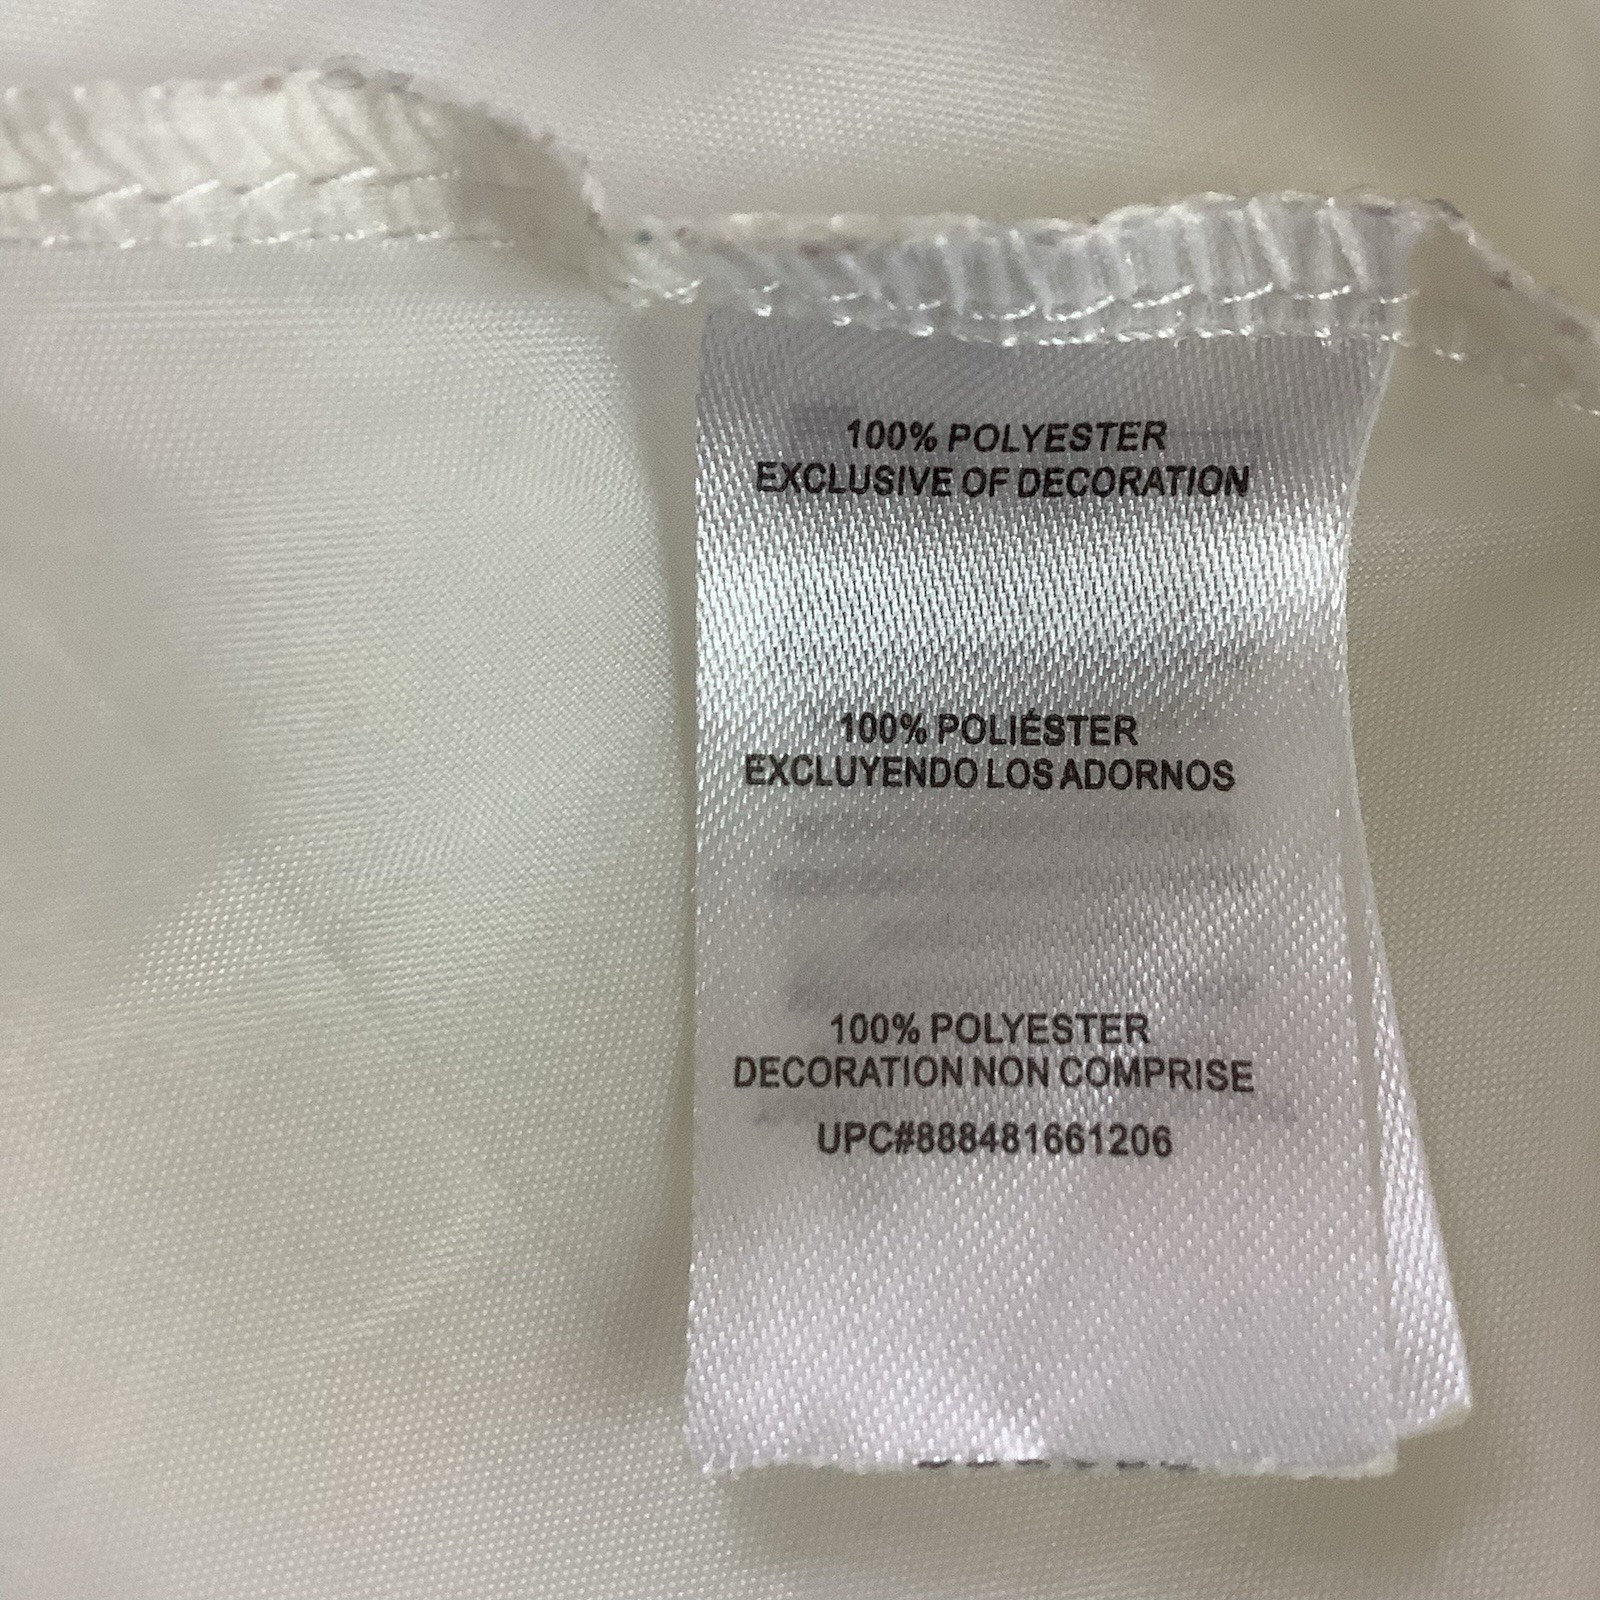 100% POLYESTER
EXCLUSIVE OF DECORATION
100% POLIÉSTER
EXCLUYENDO LOS ADORNOS
100% POLYESTER
DECORATION NON COMPRISE
UPC#888481661206